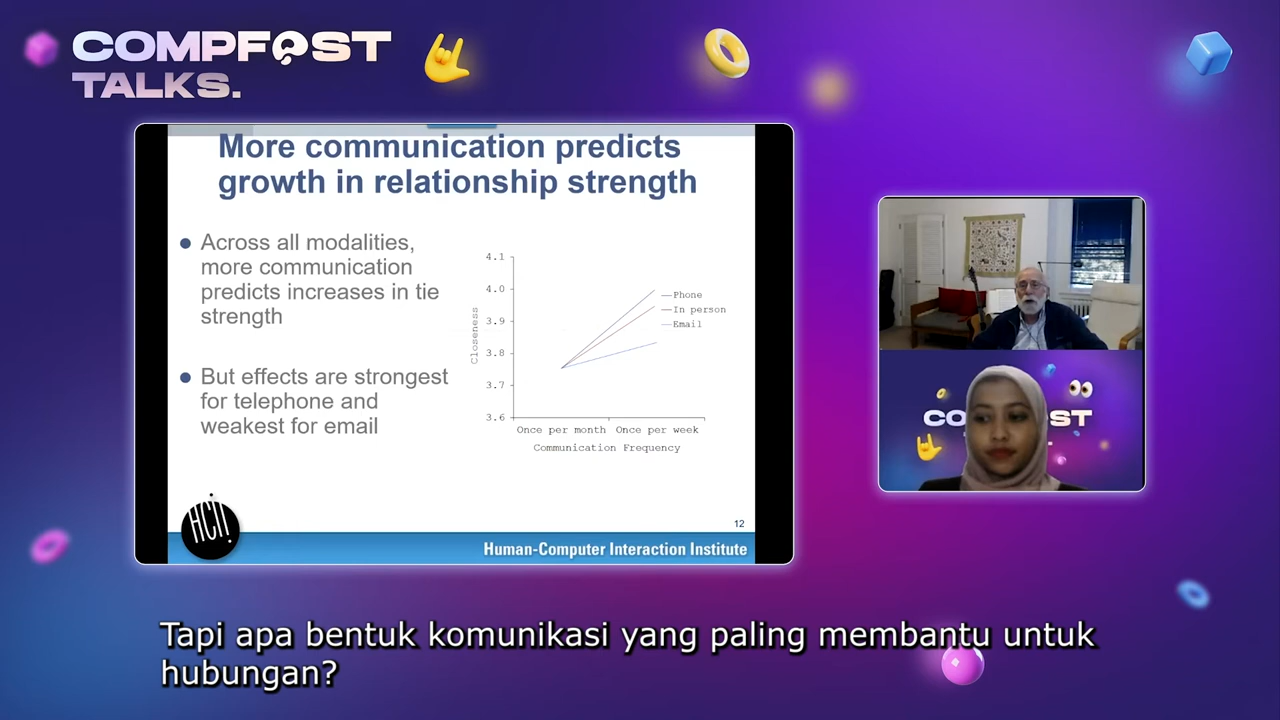 COMPFEST
TALKS.
More communication predicts
growth in relationship strength
Across all modalities,
more communication
predicts increases in tie
strength
But effects are strongest
for telephone and
weakest for email
4.1
4.0
3.9
3.8
3.7
3.6
Closeness
Phone
In person
Email
Once per month Once per week
Communication Frequency
HCII
12
Human-Computer Interaction Institute
CO
ST
Tapi apa bentuk komunikasi yang paling membantu untuk
hubungan?